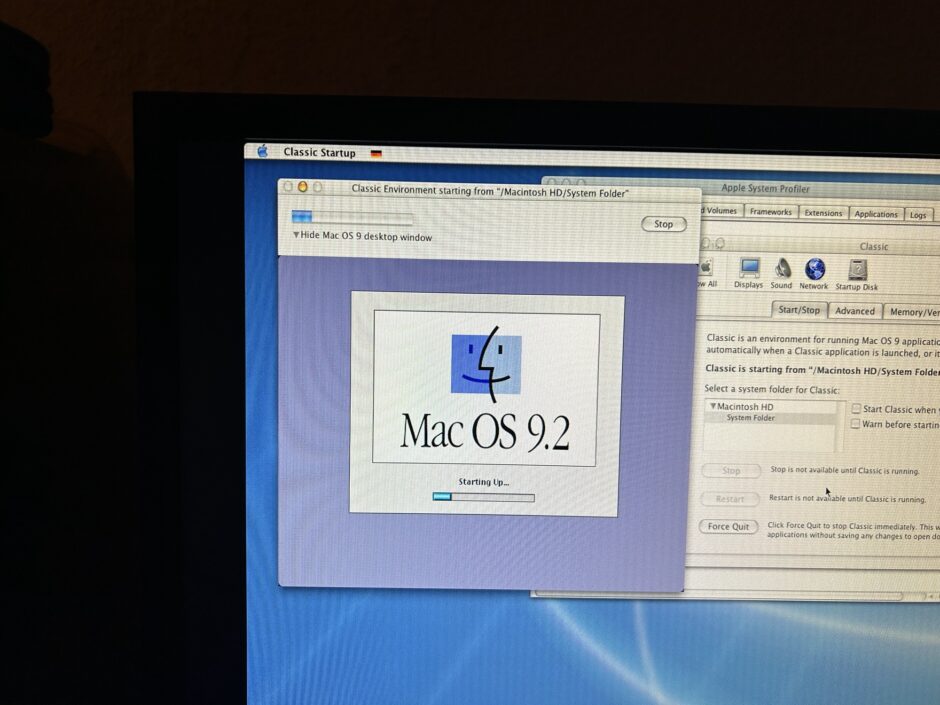 Classic Startup
Classic Environment starting from "/Macintosh HD/System Folder"
Stop
Hide Mac OS 9 desktop window
Mac OS 9.2
Starting Up...
Apple System Profiler
Volumes Frameworks Extensions Applications Logs
Classic
All Displays Sound Network Startup Disk
Start/Stop Advanced Memory/Ver
Classic is an environment for running Mac OS 9 applicatio
automatically when a Classic application is launched, or it
Classic is starting from "/Macintosh HD/System Folder
Select a system folder for Classic:
Macintosh HD
System Folder
Start Classic when
Warn before startin
Stop Stop is not available until Classic is running.
Restart Restart is not available until Classic is running.
Force Quit Click Force Quit to stop Classic immediately. This w
applications without saving any changes to open do